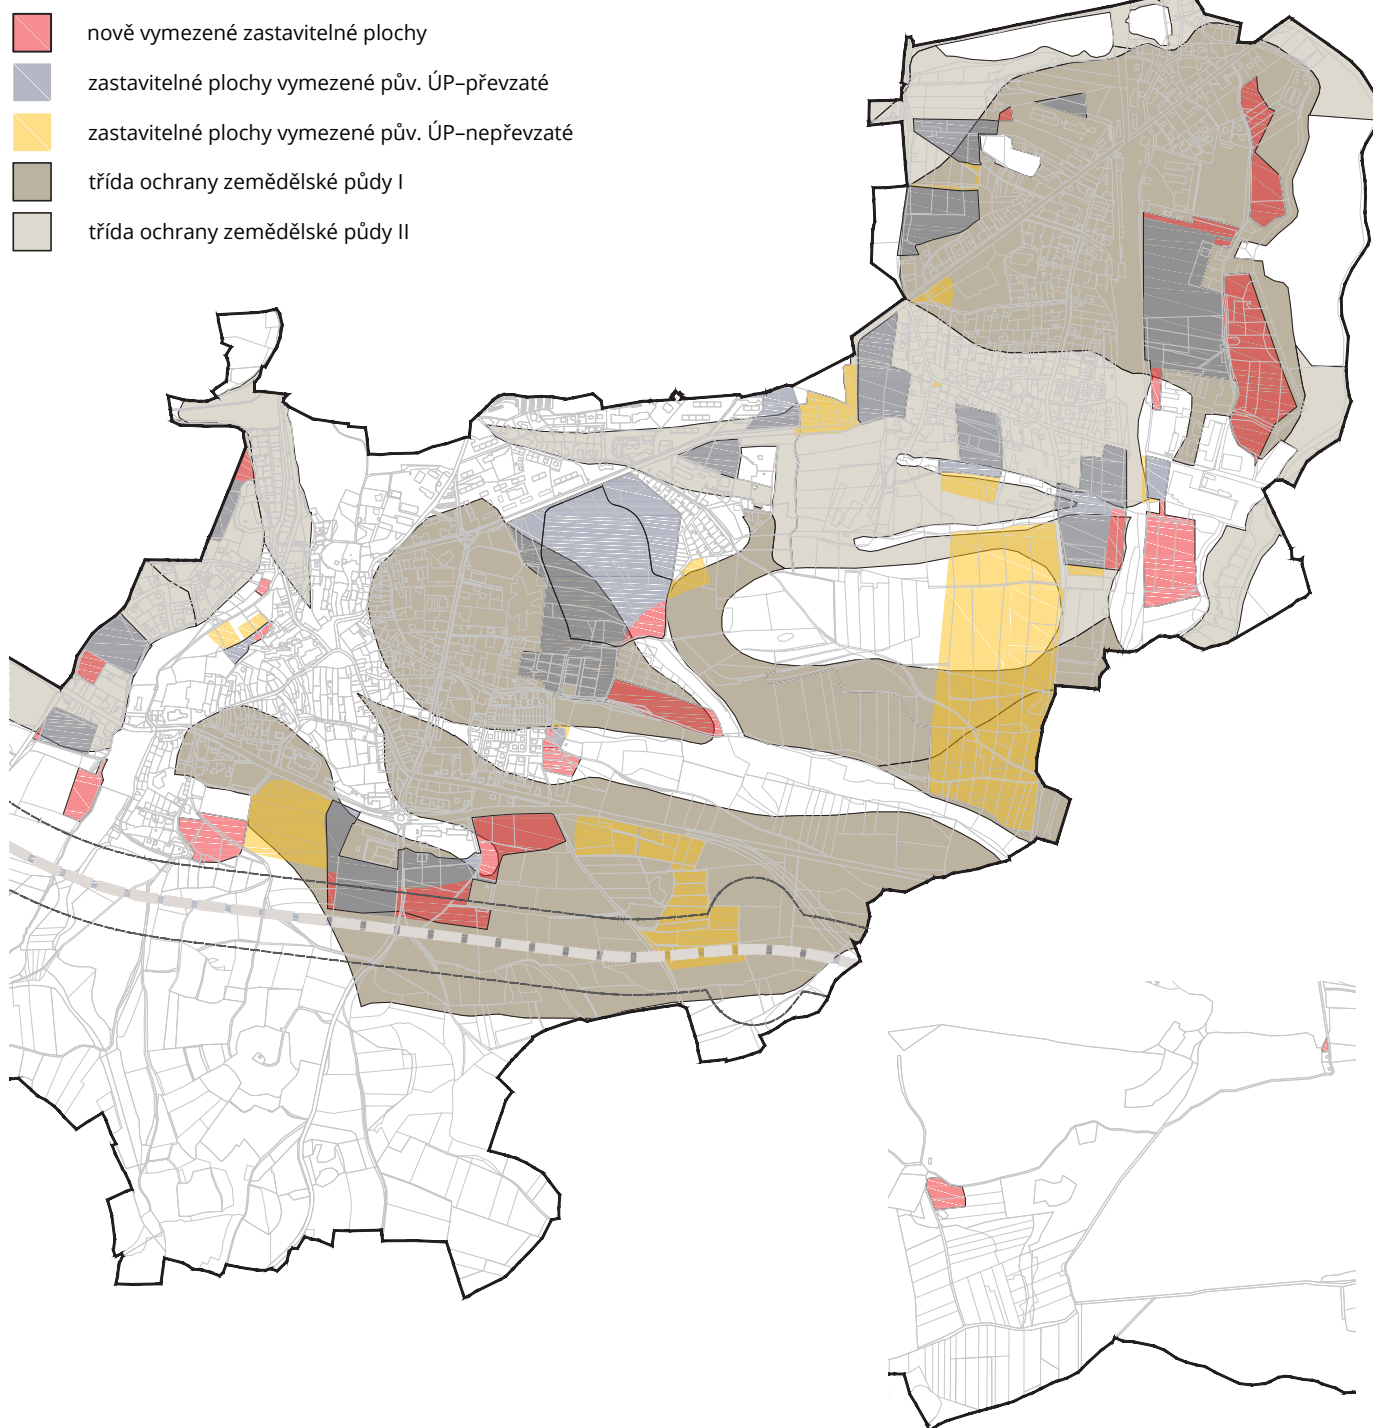 nově vymezené zastavitelné plochy
zastavitelné plochy vymezené pův. ÚP–převzaté
zastavitelné plochy vymezené pův. ÚP–nepřevzaté
třída ochrany zemědělské půdy I
třída ochrany zemědělské půdy II